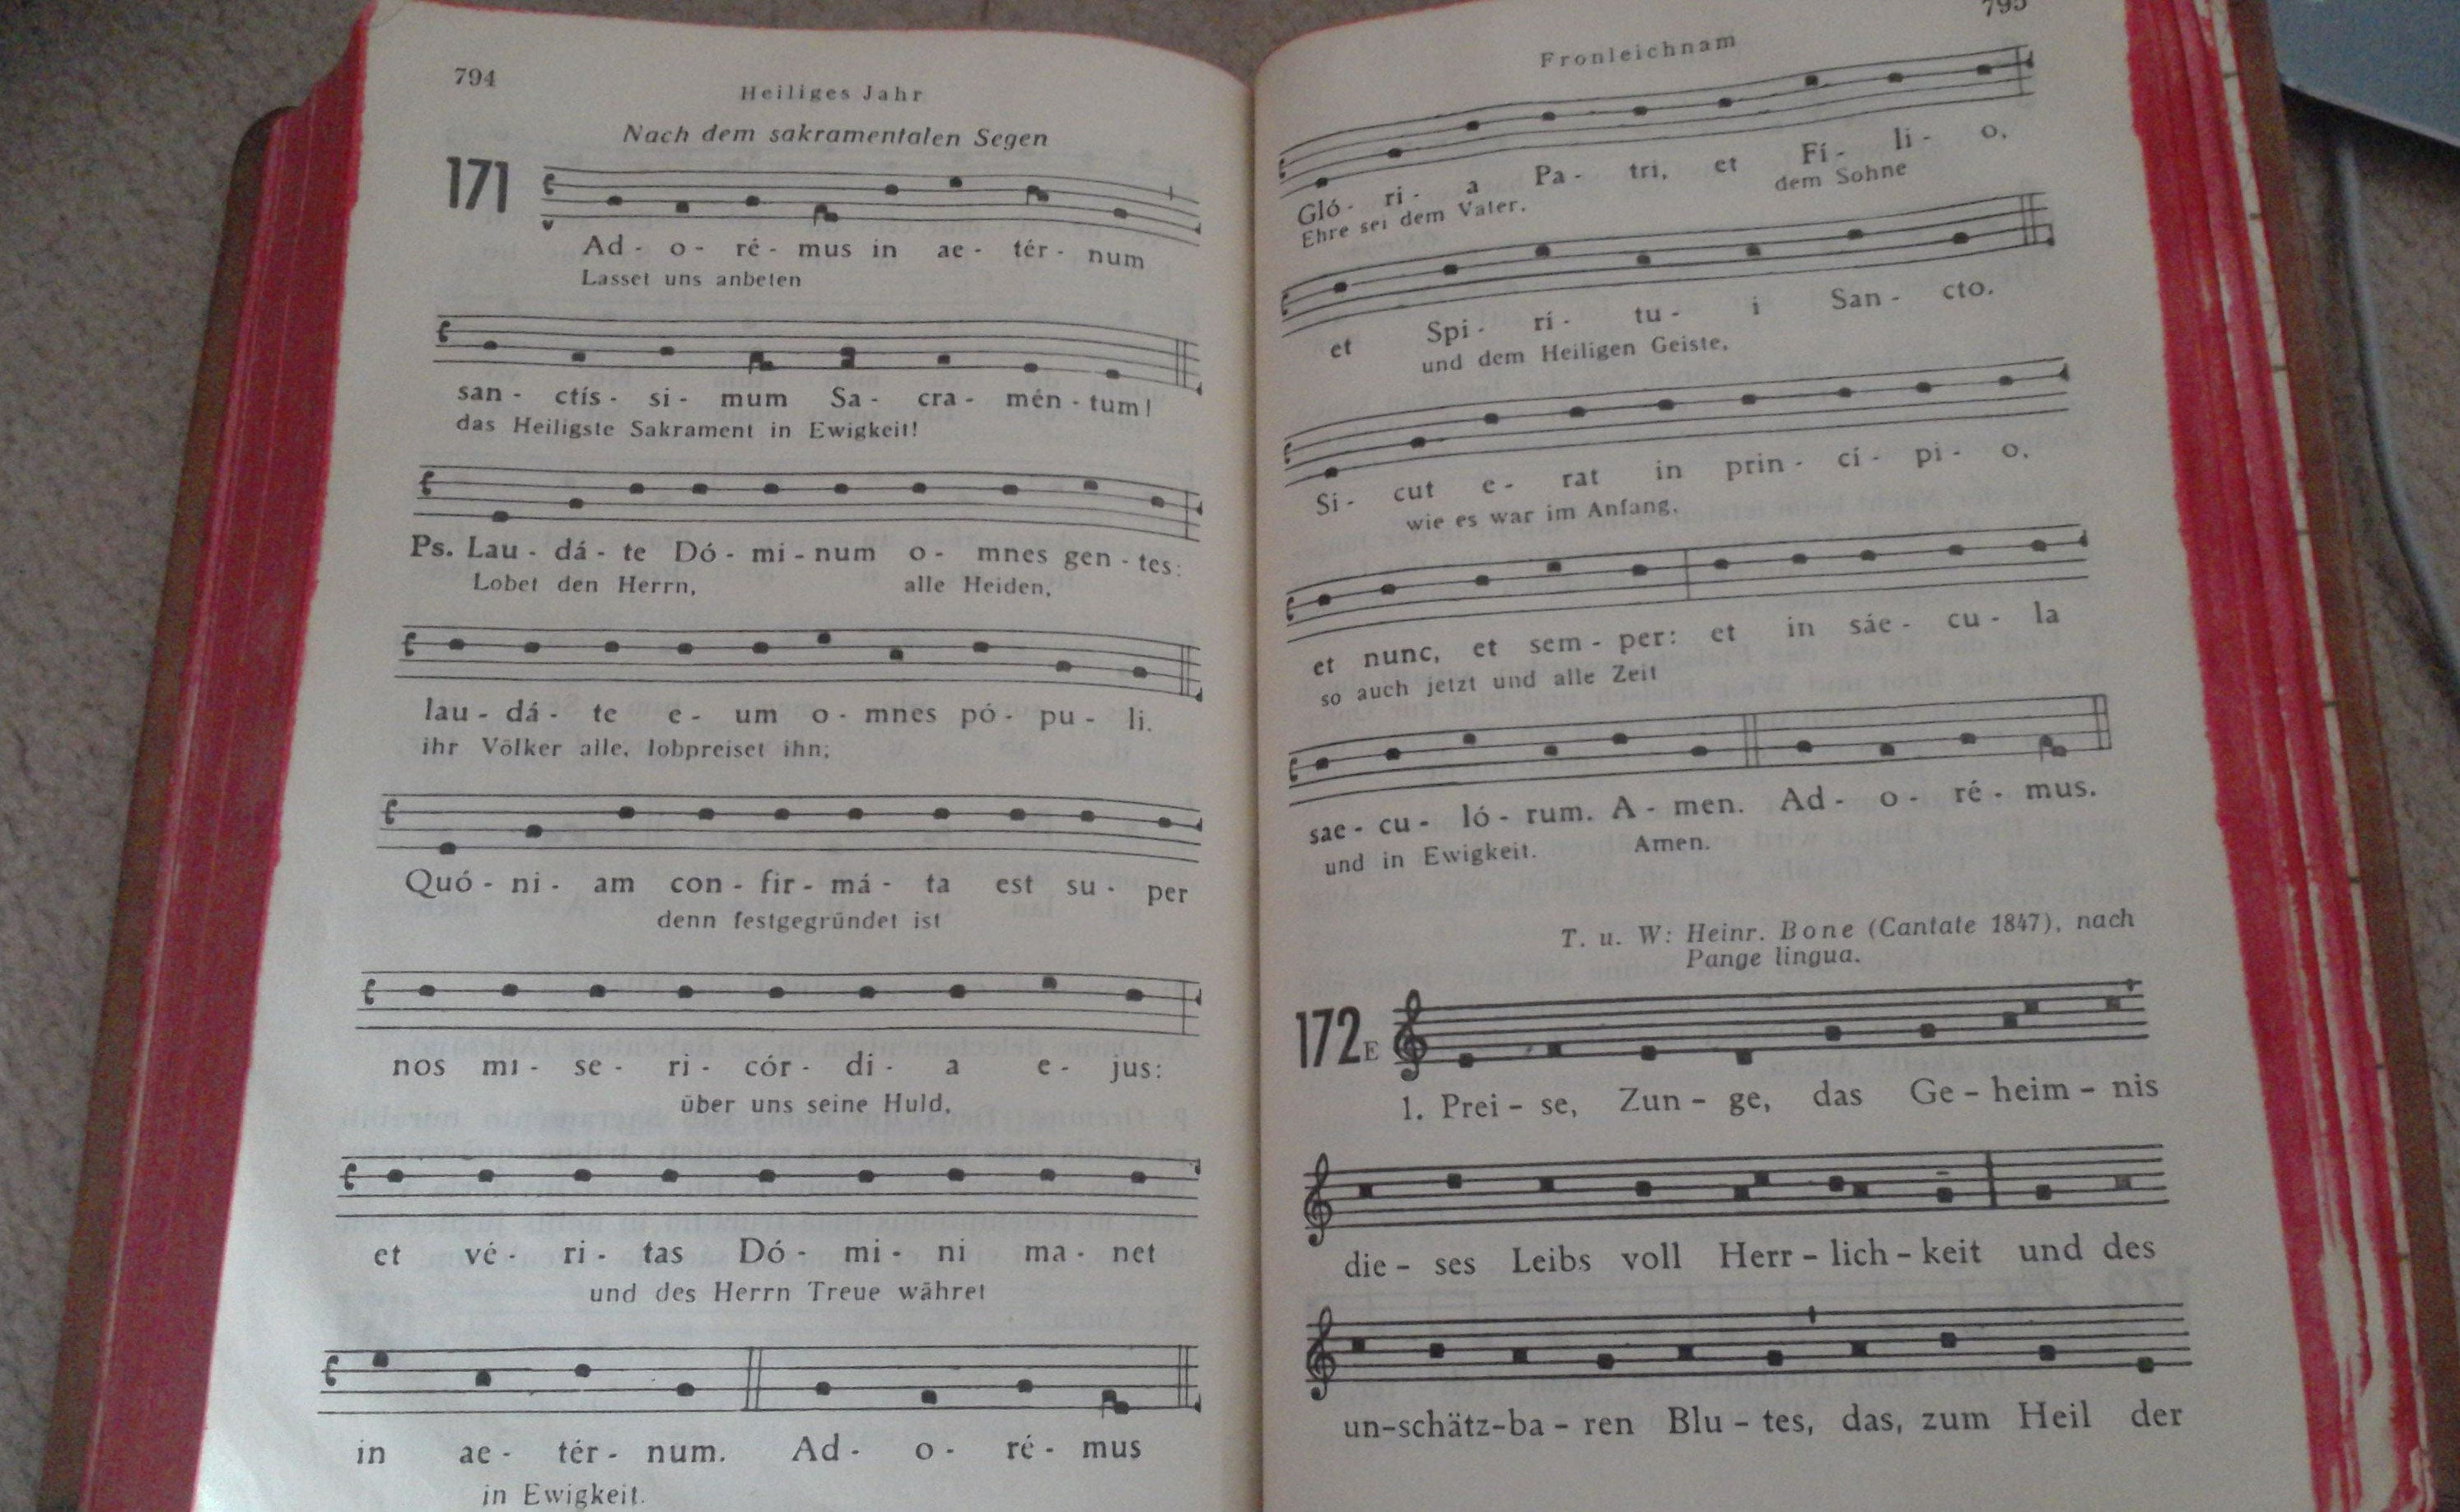 794
Heiliges Jahr
Nach dem sakramentalen Segen
171
Ad - o - ré - mus in ae - tér - num
Lasset uns anbeten
san - ctís - si - mum Sa - cra - mén - tum!
das Heiligste Sakrament in Ewigkeit!
Ps. Lau - dá - te Dó - mi - num o - mnes gen - tes:
Lobet den Herrn, alle Heiden,
lau - dá - te e - um o - mnes pó - pu - li.
ihr Völker alle, lobpreiset ihn;
Quó - ni - am con - fir - má - ta est su - per
denn festgegründet ist
nos mi - se - ri - cór - di - a e - jus:
über uns seine Huld,
et vé - ri - tas Dó - mi - ni ma - net
und des Herrn Treue währet
in ae - tér - num. Ad - o - ré - mus
in Ewigkeit.
795
Fronleichnam
Gló - ri - a Pa - tri, et Fí - li - o,
Ehre sei dem Vater, dem Sohne
et Spi - rí - tu - i San - cto.
und dem Heiligen Geiste,
Si - cut e - rat in prin - cí - pi - o,
wie es war im Anfang,
et nunc, et sem - per: et in sáe - cu - la
so auch jetzt und alle Zeit
sae - cu - ló - rum. A - men. Ad - o - ré - mus.
und in Ewigkeit. Amen.
T. u. W: Heinr. Bone (Cantate 1847), nach
Pange lingua.
172E
1. Prei - se, Zun - ge, das Ge - heim - nis
die - ses Leibs voll Herr - lich - keit und des
un-schätz-ba - ren Blu - tes, das, zum Heil der